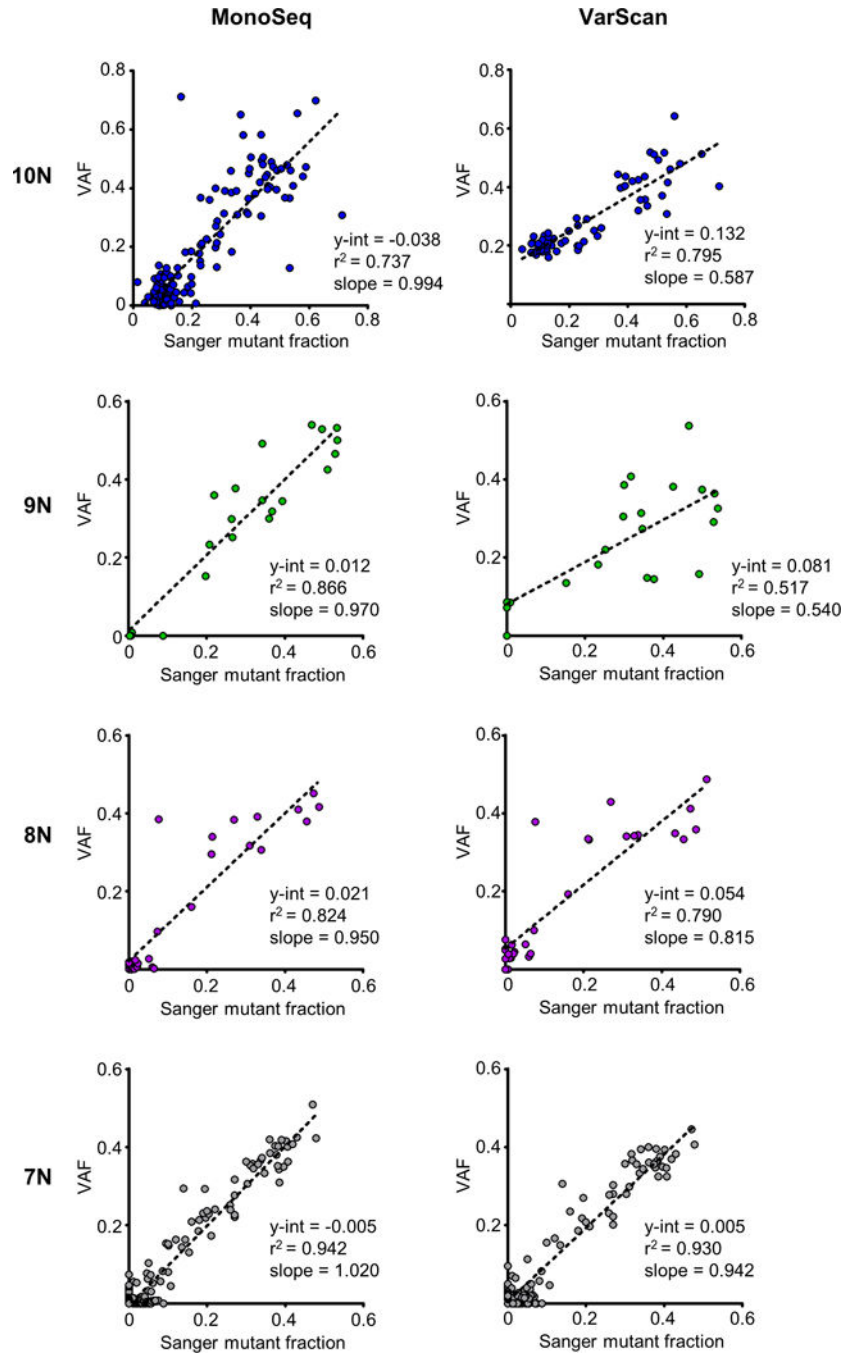 MonoSeq
VarScan
10N
VAF
0.8
0.6
0.4
0.2
0
y-int = -0.038
r² = 0.737
slope = 0.994
0 0.2 0.4 0.6 0.8
Sanger mutant fraction
VAF
0.8
0.6
0.4
0.2
0
y-int = 0.132
r² = 0.795
slope = 0.587
0 0.2 0.4 0.6 0.8
Sanger mutant fraction
9N
VAF
0.6
0.4
0.2
0
y-int = 0.012
r² = 0.866
slope = 0.970
0 0.2 0.4 0.6
Sanger mutant fraction
VAF
0.6
0.4
0.2
0
y-int = 0.081
r² = 0.517
slope = 0.540
0 0.2 0.4 0.6
Sanger mutant fraction
8N
VAF
0.6
0.4
0.2
y-int = 0.021
r² = 0.824
slope = 0.950
0 0.2 0.4 0.6
Sanger mutant fraction
VAF
0.6
0.4
0.2
y-int = 0.054
r² = 0.790
slope = 0.815
0 0.2 0.4 0.6
Sanger mutant fraction
7N
VAF
0.6
0.4
0.2
0
y-int = -0.005
r² = 0.942
slope = 1.020
0 0.2 0.4 0.6
Sanger mutant fraction
VAF
0.6
0.4
0.2
0
y-int = 0.005
r² = 0.930
slope = 0.942
0 0.2 0.4 0.6
Sanger mutant fraction